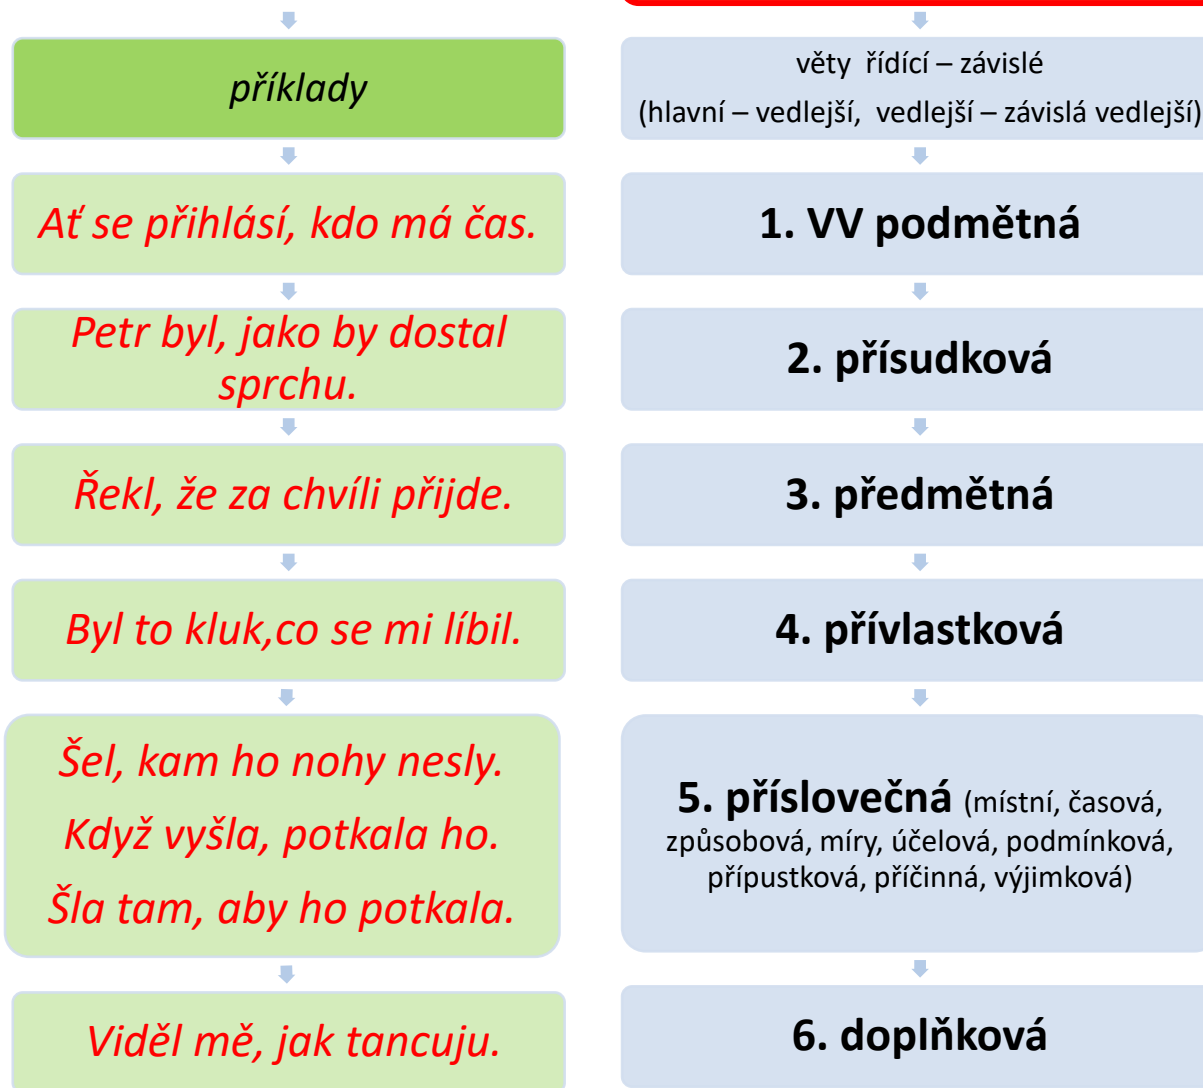 příklady
Ať se přihlásí, kdo má čas.
Petr byl, jako by dostal
sprchu.
Řekl, že za chvíli přijde.
Byl to kluk,co se mi líbil.
Šel, kam ho nohy nesly.
Když vyšla, potkala ho.
Šla tam, aby ho potkala.
Viděl mě, jak tancuju.
věty řídící – závislé
(hlavní – vedlejší, vedlejší – závislá vedlejší)
1. VV podmětná
2. přísudková
3. předmětná
4. přívlastková
5. příslovečná (místní, časová,
způsobová, míry, účelová, podmínková,
přípustková, příčinná, výjimková)
6. doplňková